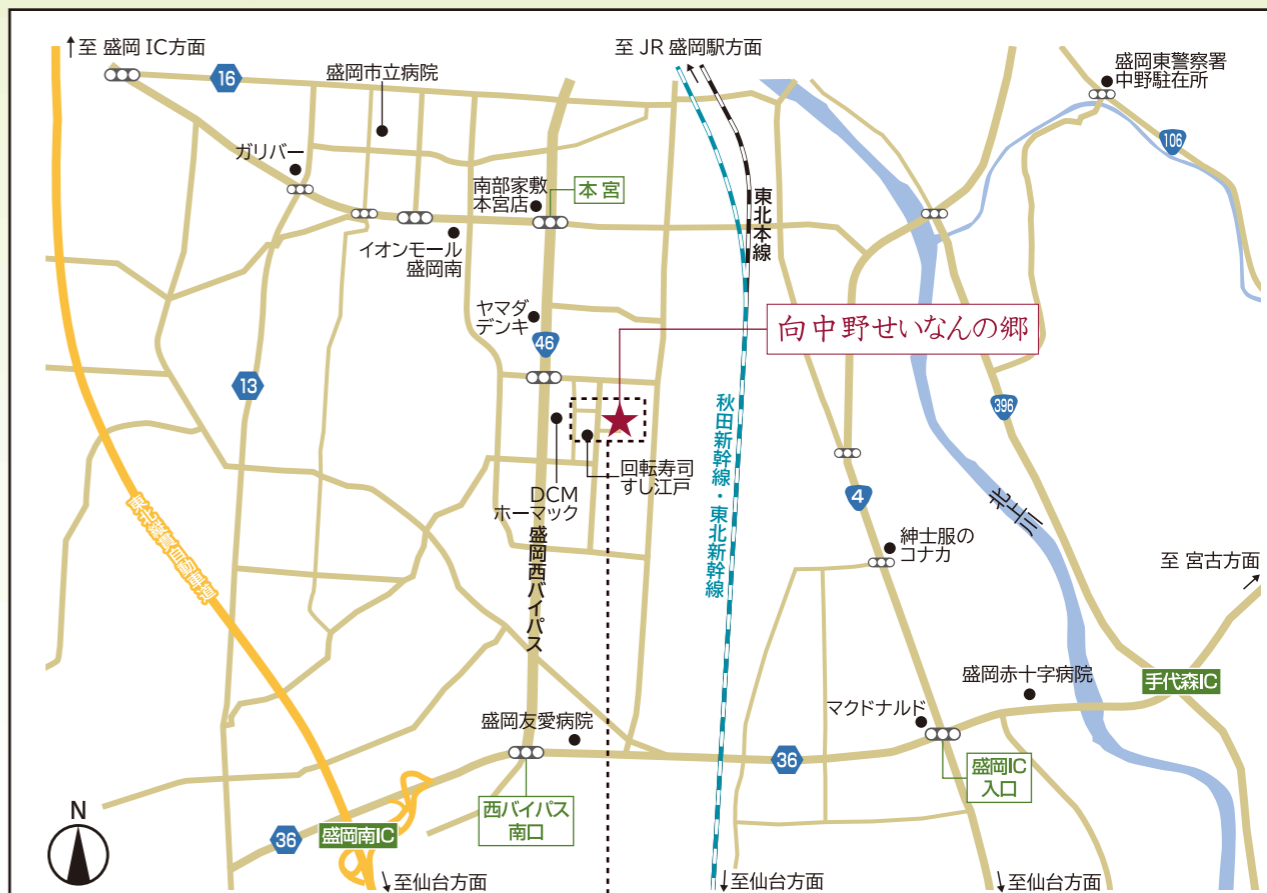 至 盛岡 IC方面
至 JR 盛岡駅方面
盛岡東警察署
中野駐在所
16
盛岡市立病院
106
ガリバー
南部家敷
本宮店
本宮
東北本線
イオンモール
盛岡南
ヤマダ
デンキ
向中野せいなんの郷
46
13
396
秋田新幹線・東北新幹線
回転寿司
すし江戸
DCM
ホーマック
4
北上川
盛岡西バイパス
紳士服の
コナカ
東北縦貫自動車道
至 宮古方面
盛岡赤十字病院
手代森IC
マクドナルド
盛岡友愛病院
36
盛岡IC
入口
西バイパス
南口
N
36
盛岡南IC
至仙台方面
至仙台方面
至仙台方面